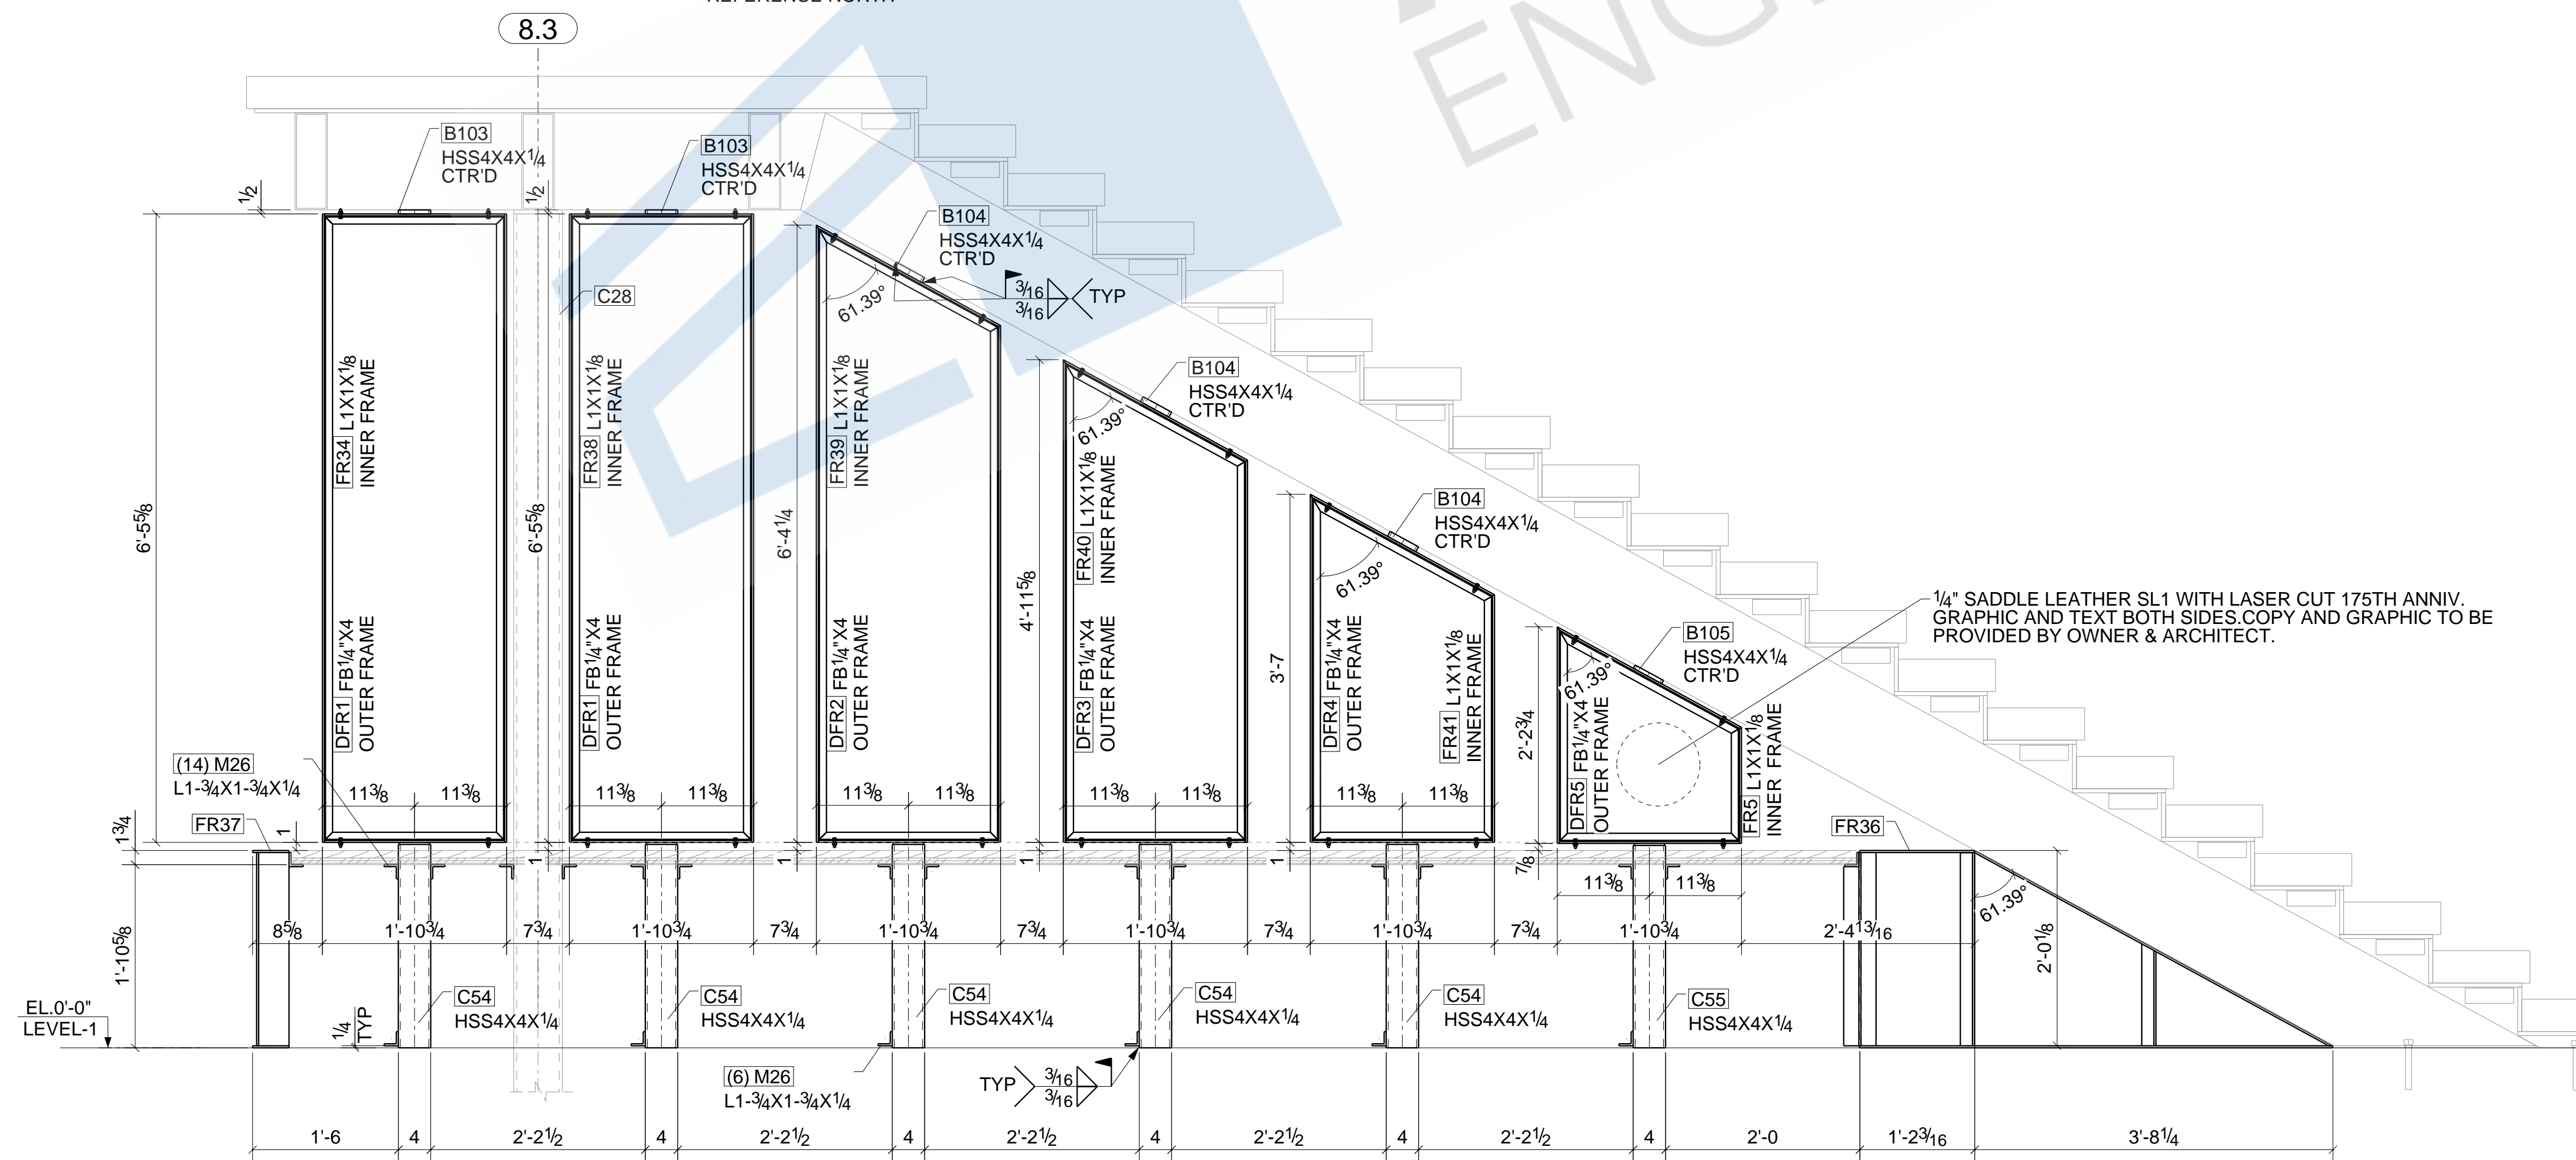 REFERENCE NORTH
ENGI
8.3
B103
HSS4X4X1/4
CTR'D
B103
HSS4X4X1/4
CTR'D
1/2
1/2
B104
HSS4X4X1/4
CTR'D
3/16
3/16
TYP
61.39°
C28
B104
HSS4X4X1/4
CTR'D
61.39°
B104
HSS4X4X1/4
CTR'D
61.39°
B105
HSS4X4X1/4
CTR'D
61.39°
1/4" SADDLE LEATHER SL1 WITH LASER CUT 175TH ANNIV.
GRAPHIC AND TEXT BOTH SIDES.COPY AND GRAPHIC TO BE
PROVIDED BY OWNER & ARCHITECT.
6'-5 5/8
FR34 L1X1X1/8
INNER FRAME
DFR1 FB1/4"X4
OUTER FRAME
6'-5 5/8
FR38 L1X1X1/8
INNER FRAME
DFR1 FB1/4"X4
OUTER FRAME
6'-4 1/4
FR39 L1X1X1/8
INNER FRAME
DFR2 FB1/4"X4
OUTER FRAME
4'-11 5/8
FR40 L1X1X1/8
INNER FRAME
DFR3 FB1/4"X4
OUTER FRAME
3'-7
DFR4 FB1/4"X4
OUTER FRAME
FR41 L1X1X1/8
INNER FRAME
2'-2 3/4
DFR5 FB1/4"X4
OUTER FRAME
FR5 L1X1X1/8
INNER FRAME
(14) M26
L1-3/4X1-3/4X1/4
11 3/8 11 3/8 11 3/8 11 3/8 11 3/8 11 3/8 11 3/8 11 3/8 11 3/8 11 3/8
1 3/4
FR37
1
1
1
1
1
7/8
FR36
11 3/8 11 3/8
61.39°
8 5/8 1'-10 3/4 7 3/4 1'-10 3/4 7 3/4 1'-10 3/4 7 3/4 1'-10 3/4 7 3/4 1'-10 3/4 7 3/4 1'-10 3/4 2'-4 13/16
1'-10 5/8
2'-0 1/8
EL.0'-0"
LEVEL-1
1/4
TYP
C54
HSS4X4X1/4
C54
HSS4X4X1/4
C54
HSS4X4X1/4
C54
HSS4X4X1/4
C54
HSS4X4X1/4
C55
HSS4X4X1/4
(6) M26
L1-3/4X1-3/4X1/4
TYP
3/16
3/16
1'-6 4 2'-2 1/2 4 2'-2 1/2 4 2'-2 1/2 4 2'-2 1/2 4 2'-2 1/2 4 2'-0 1'-2 3/16 3'-8 1/4